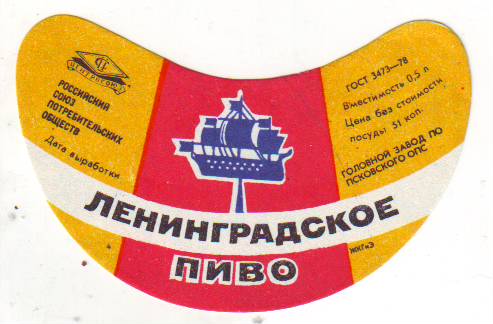 ЦЕНТРОСОЮЗ
РОССИЙСКИЙ
СОЮЗ
ПОТРЕБИТЕЛЬСКИХ
ОБЩЕСТВ
Дата выработки
ГОСТ 3473—78
Вместимость 0,5 л
Цена без стоимости
посуды 51 коп.
ГОЛОВНОЙ ЗАВОД ПО
ПСКОВСКОГО ОПС
ЛЕНИНГРАДСКОЕ
ПИВО